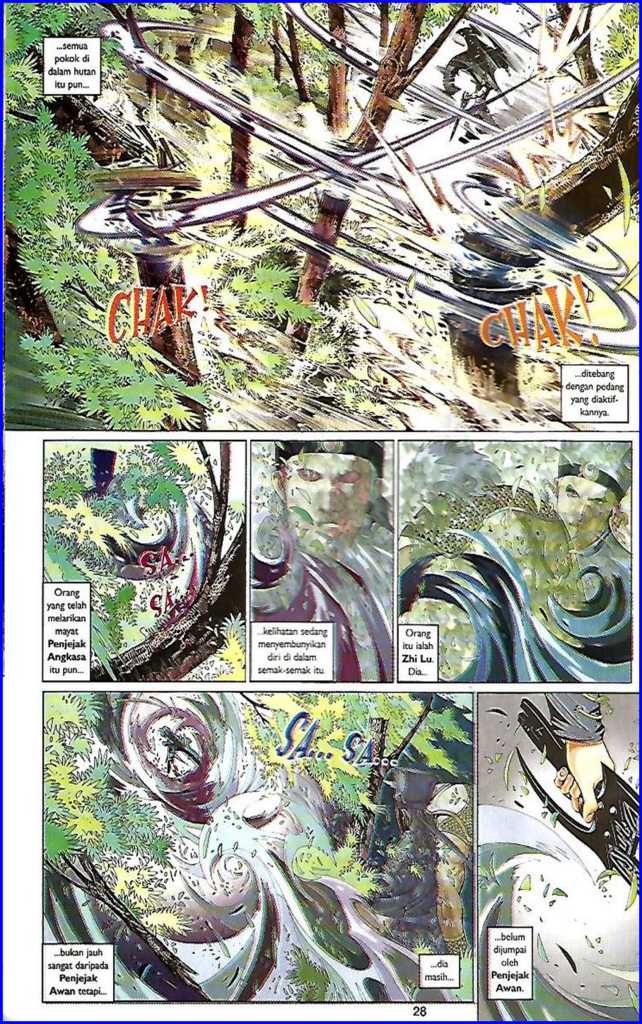 ...semua
pokok di
dalam hutan
itu pun...
CHAK!
CHAK!
...ditebang
dengan pedang
yang diaktif-
kannya.
SA...
SA...
Orang
yang telah
melarikan
mayat
Penjejak
Angkasa
itu pun...
...kelihatan sedang
menyembunyikan
diri di dalam
semak-semak itu.
Orang
itu ialah
Zhi Lu.
Dia...
SA... SA...
...bukan jauh
sangat daripada
Penjejak
Awan tetapi...
...dia
masih...
...belum
dijumpai
oleh
Penjejak
Awan.
28